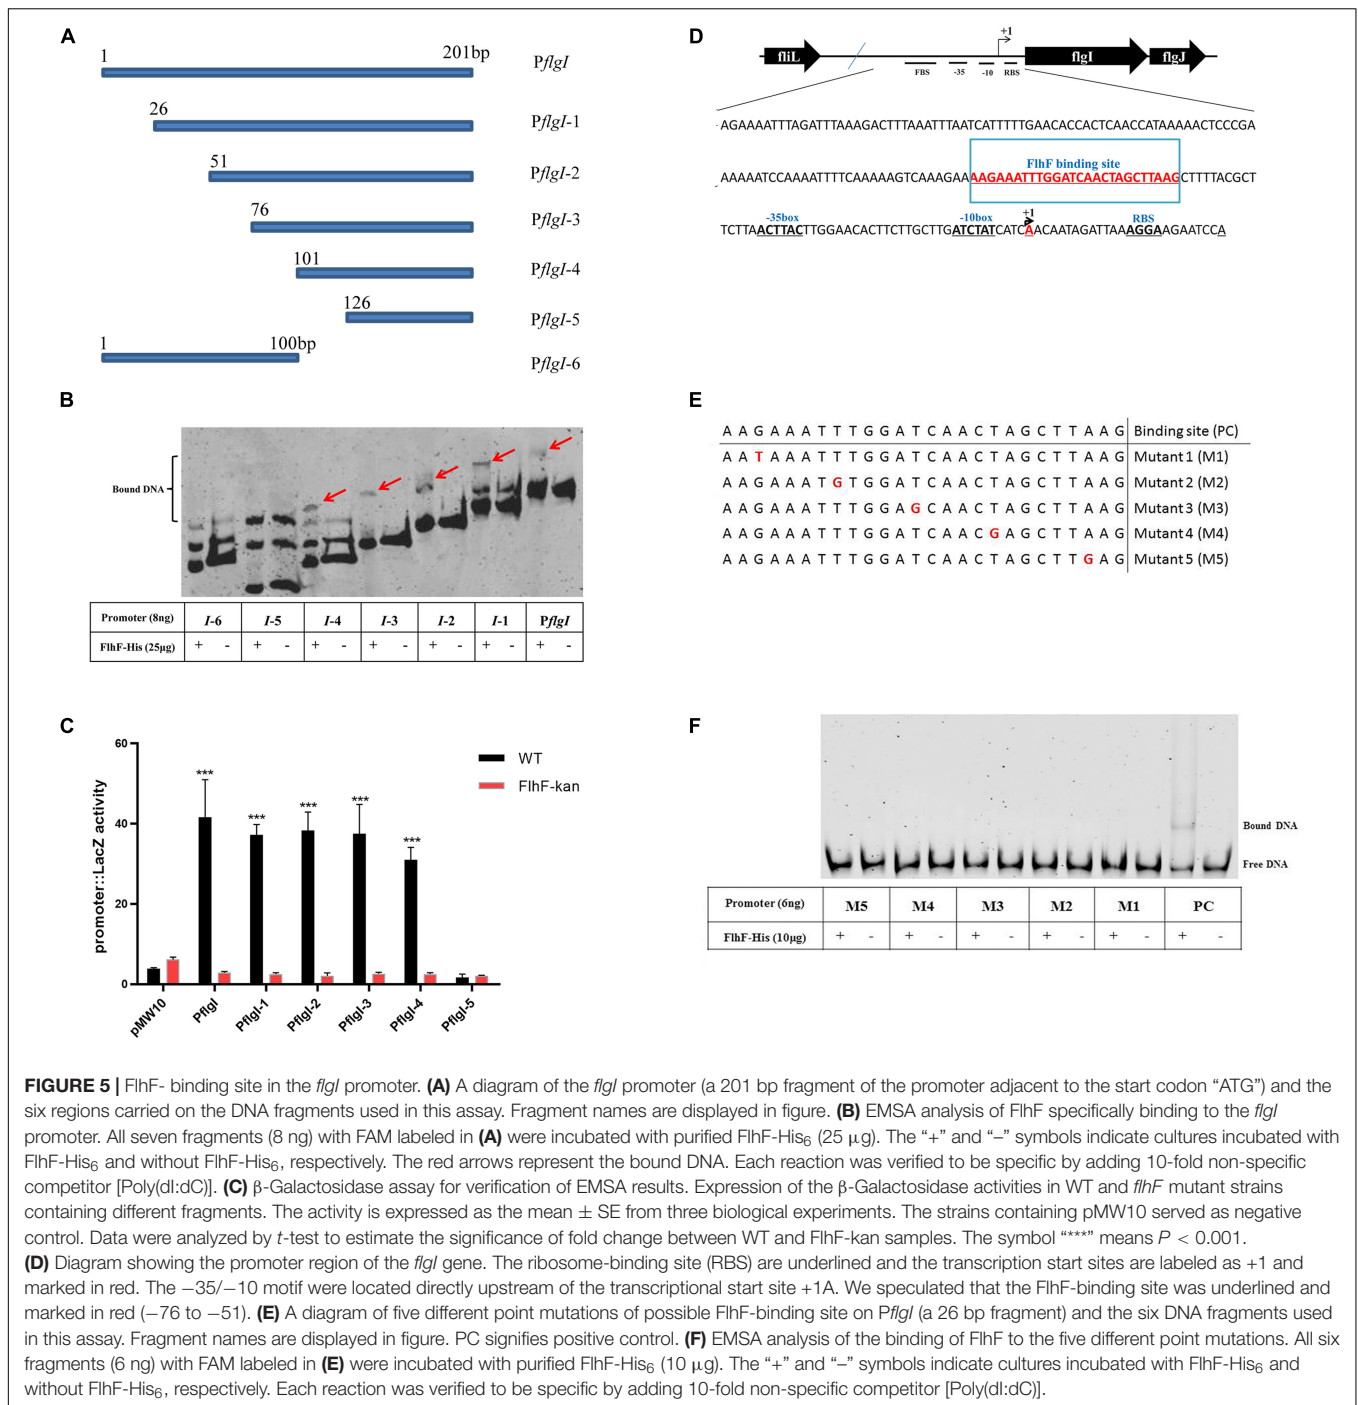 A
1 201bp PflgI
26 PflgI-1
51 PflgI-2
76 PflgI-3
101 PflgI-4
126 PflgI-5
1 100bp PflgI-6
B
Bound DNA
Promoter (8ng) I-6 I-5 I-4 I-3 I-2 I-1 PflgI
FlhF-His (25μg) + - + - + - + - + - + - + -
C
promoter::LacZ activity
60
40
20
0
*** *** *** *** ***
WT
FlhF-kan
pMW10 PflgI PflgI-1 PflgI-2 PflgI-3 PflgI-4 PflgI-5
D
+1
fliL flgI flgJ
FBS -35 -10 RBS
AGAAAATTTAGATTTAAAGACTTTAAATTTAATCATTTTTGAACACCACTCAACCATAAAAACTCCCGA
FlhF binding site
AAAAATCCAAAATTTTCAAAAAGTCAAAGAAAAGAAATTTGGATCAACTAGCTTAAGCTTTTACGCT
-35box -10box +1 RBS
TCTTAACTTACTTGGAACACTTCTTGCTTGATCTATCATCAACAATAGATTAAAGGAAGAATCCA
E
A A G A A A T T T G G A T C A A C T A G C T T A A G Binding site (PC)
A A T A A A T T T G G A T C A A C T A G C T T A A G Mutant 1 (M1)
A A G A A A T G T G G A T C A A C T A G C T T A A G Mutant 2 (M2)
A A G A A A T T T G G A G C A A C T A G C T T A A G Mutant 3 (M3)
A A G A A A T T T G G A T C A A C G A G C T T A A G Mutant 4 (M4)
A A G A A A T T T G G A T C A A C T A G C T T G A G Mutant 5 (M5)
F
Bound DNA
Free DNA
Promoter (6ng) M5 M4 M3 M2 M1 PC
FlhF-His (10μg) + - + - + - + - + - + -
FIGURE 5 | FlhF- binding site in the flgI promoter. (A) A diagram of the flgI promoter (a 201 bp fragment of the promoter adjacent to the start codon “ATG”) and the
six regions carried on the DNA fragments used in this assay. Fragment names are displayed in figure. (B) EMSA analysis of FlhF specifically binding to the flgI
promoter. All seven fragments (8 ng) with FAM labeled in (A) were incubated with purified FlhF-His₆ (25 μg). The “+” and “–” symbols indicate cultures incubated with
FlhF-His₆ and without FlhF-His₆, respectively. The red arrows represent the bound DNA. Each reaction was verified to be specific by adding 10-fold non-specific
competitor [Poly(dI:dC)]. (C) β-Galactosidase assay for verification of EMSA results. Expression of the β-Galactosidase activities in WT and flhF mutant strains
containing different fragments. The activity is expressed as the mean ± SE from three biological experiments. The strains containing pMW10 served as negative
control. Data were analyzed by t-test to estimate the significance of fold change between WT and FlhF-kan samples. The symbol “***” means P < 0.001.
(D) Diagram showing the promoter region of the flgI gene. The ribosome-binding site (RBS) are underlined and the transcription start sites are labeled as +1 and
marked in red. The −35/−10 motif were located directly upstream of the transcriptional start site +1A. We speculated that the FlhF-binding site was underlined and
marked in red (−76 to −51). (E) A diagram of five different point mutations of possible FlhF-binding site on PflgI (a 26 bp fragment) and the six DNA fragments used
in this assay. Fragment names are displayed in figure. PC signifies positive control. (F) EMSA analysis of the binding of FlhF to the five different point mutations. All six
fragments (6 ng) with FAM labeled in (E) were incubated with purified FlhF-His₆ (10 μg). The “+” and “–” symbols indicate cultures incubated with FlhF-His₆ and
without FlhF-His₆, respectively. Each reaction was verified to be specific by adding 10-fold non-specific competitor [Poly(dI:dC)].